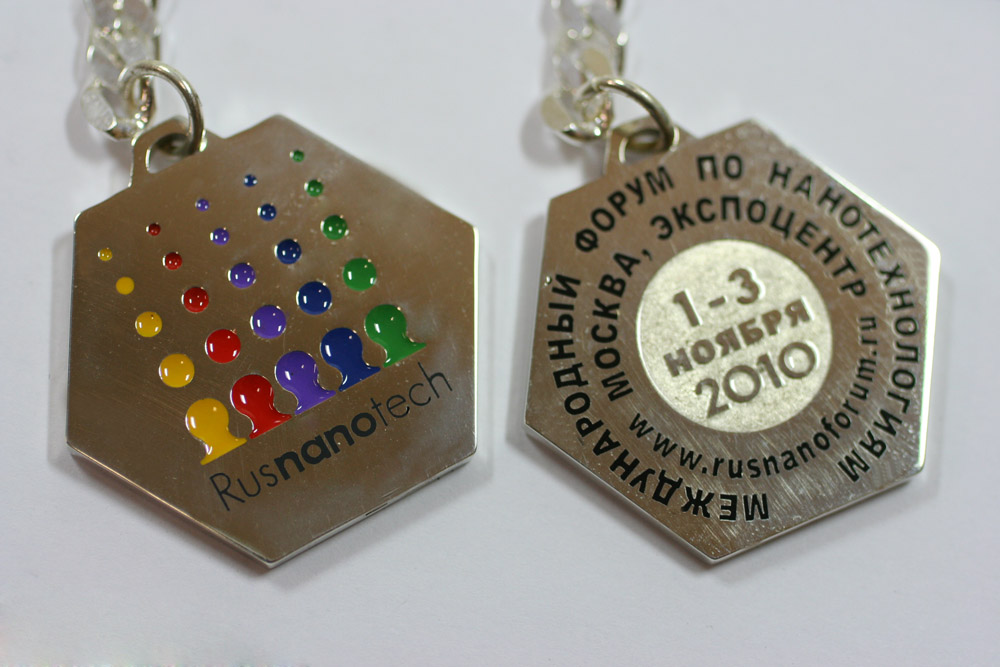 Rusnanotech
МЕЖДУНАРОДНЫЙ ФОРУМ ПО НАНОТЕХНОЛОГИЯМ
МОСКВА, ЭКСПОЦЕНТР
1-3
НОЯБРЯ
2010
www.rusnanoforum.ru